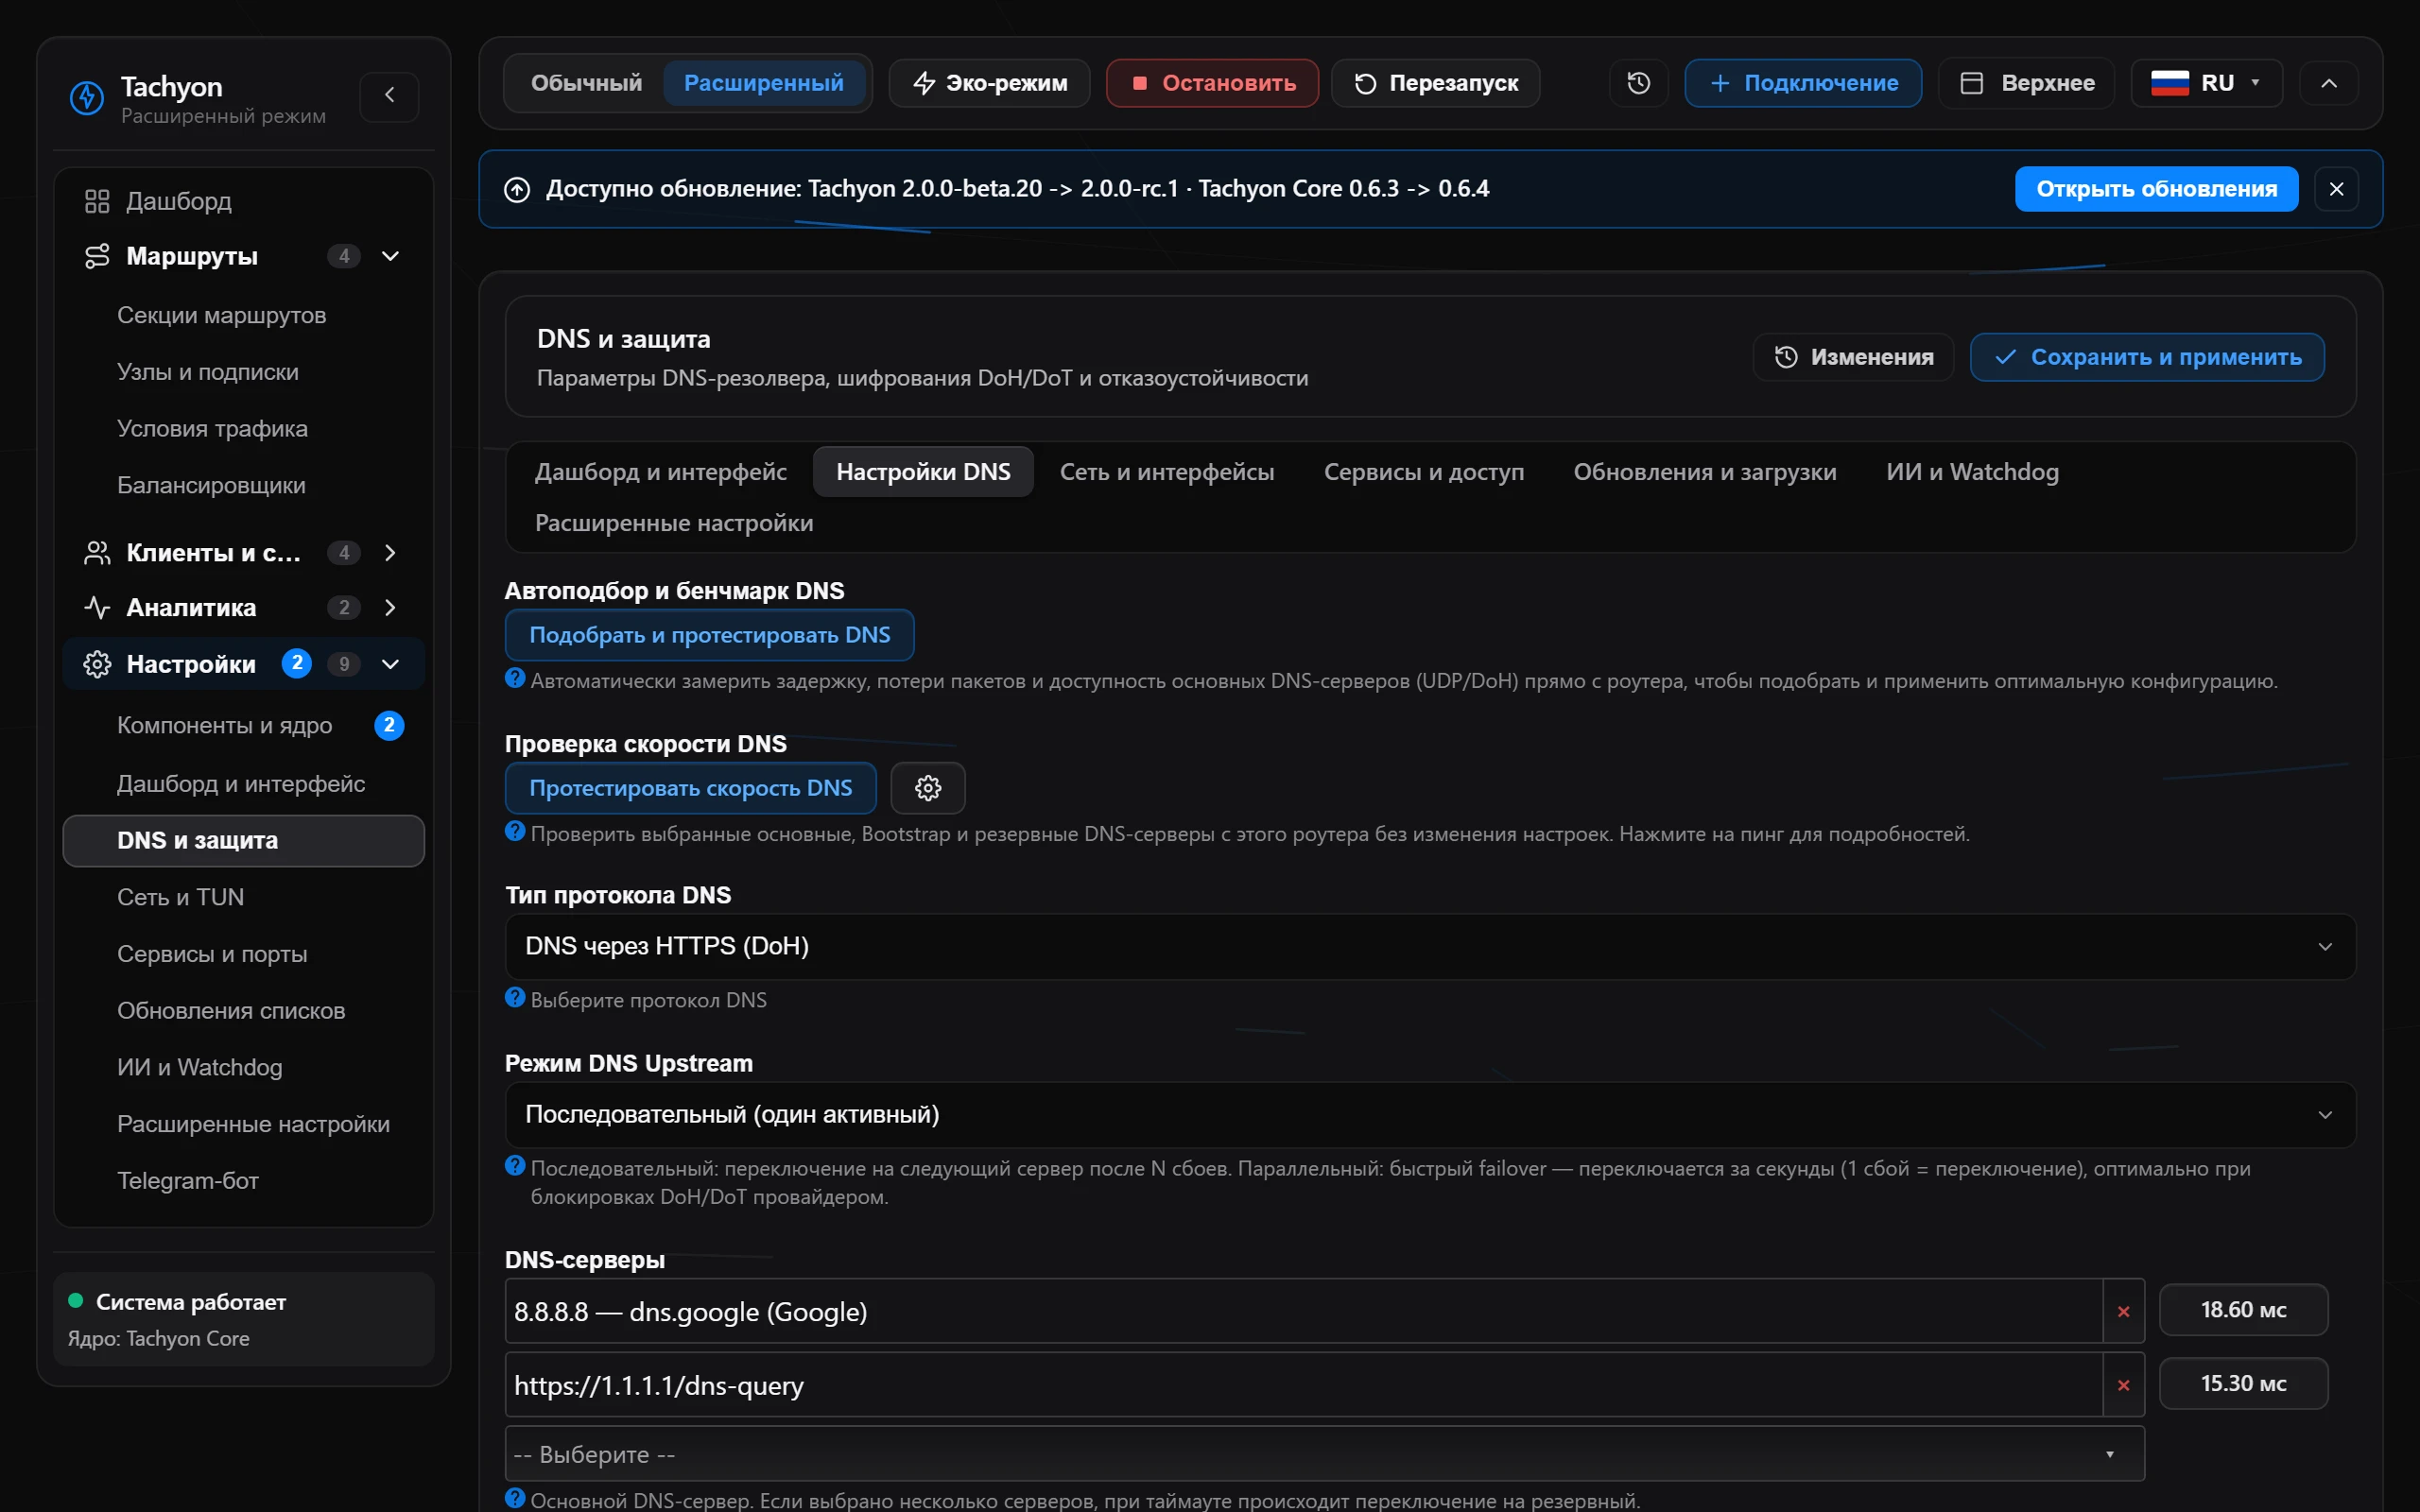 Tachyon
Расширенный режим
Дашборд
Маршруты 4
Секции маршрутов
Узлы и подписки
Условия трафика
Балансировщики
Клиенты и с... 4
Аналитика 2
Настройки 2 9
Компоненты и ядро 2
Дашборд и интерфейс
DNS и защита
Сеть и TUN
Сервисы и порты
Обновления списков
ИИ и Watchdog
Расширенные настройки
Telegram-бот
Система работает
Ядро: Tachyon Core
Обычный Расширенный Эко-режим Остановить Перезапуск Подключение Верхнее RU
Доступно обновление: Tachyon 2.0.0-beta.20 -> 2.0.0-rc.1 · Tachyon Core 0.6.3 -> 0.6.4 Открыть обновления
DNS и защита
Параметры DNS-резолвера, шифрования DoH/DoT и отказоустойчивости
Изменения Сохранить и применить
Дашборд и интерфейс Настройки DNS Сеть и интерфейсы Сервисы и доступ Обновления и загрузки ИИ и Watchdog
Расширенные настройки
Автоподбор и бенчмарк DNS
Подобрать и протестировать DNS
? Автоматически замерить задержку, потери пакетов и доступность основных DNS-серверов (UDP/DoH) прямо с роутера, чтобы подобрать и применить оптимальную конфигурацию.
Проверка скорости DNS
Протестировать скорость DNS
? Проверить выбранные основные, Bootstrap и резервные DNS-серверы с этого роутера без изменения настроек. Нажмите на пинг для подробностей.
Тип протокола DNS
DNS через HTTPS (DoH)
? Выберите протокол DNS
Режим DNS Upstream
Последовательный (один активный)
? Последовательный: переключение на следующий сервер после N сбоев. Параллельный: быстрый failover — переключается за секунды (1 сбой = переключение), оптимально при
блокировках DoH/DoT провайдером.
DNS-серверы
8.8.8.8 — dns.google (Google) × 18.60 мс
https://1.1.1.1/dns-query × 15.30 мс
-- Выберите --
? Основной DNS-сервер. Если выбрано несколько серверов, при таймауте происходит переключение на резервный.